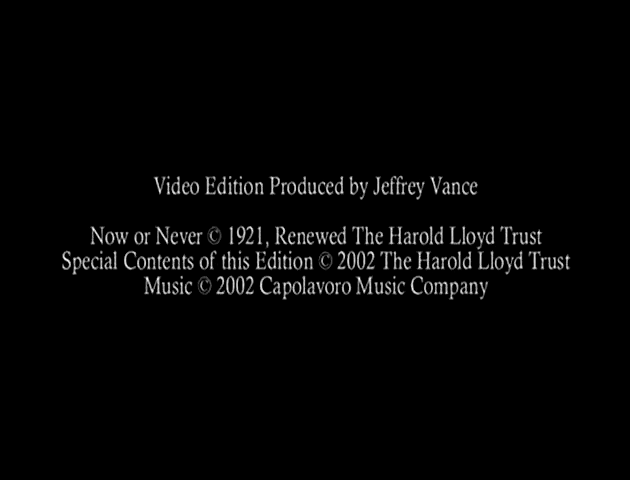 Video Edition Produced by Jeffrey Vance
Now or Never © 1921, Renewed The Harold Lloyd Trust
Special Contents of this Edition © 2002 The Harold Lloyd Trust
Music © 2002 Capolavoro Music Company